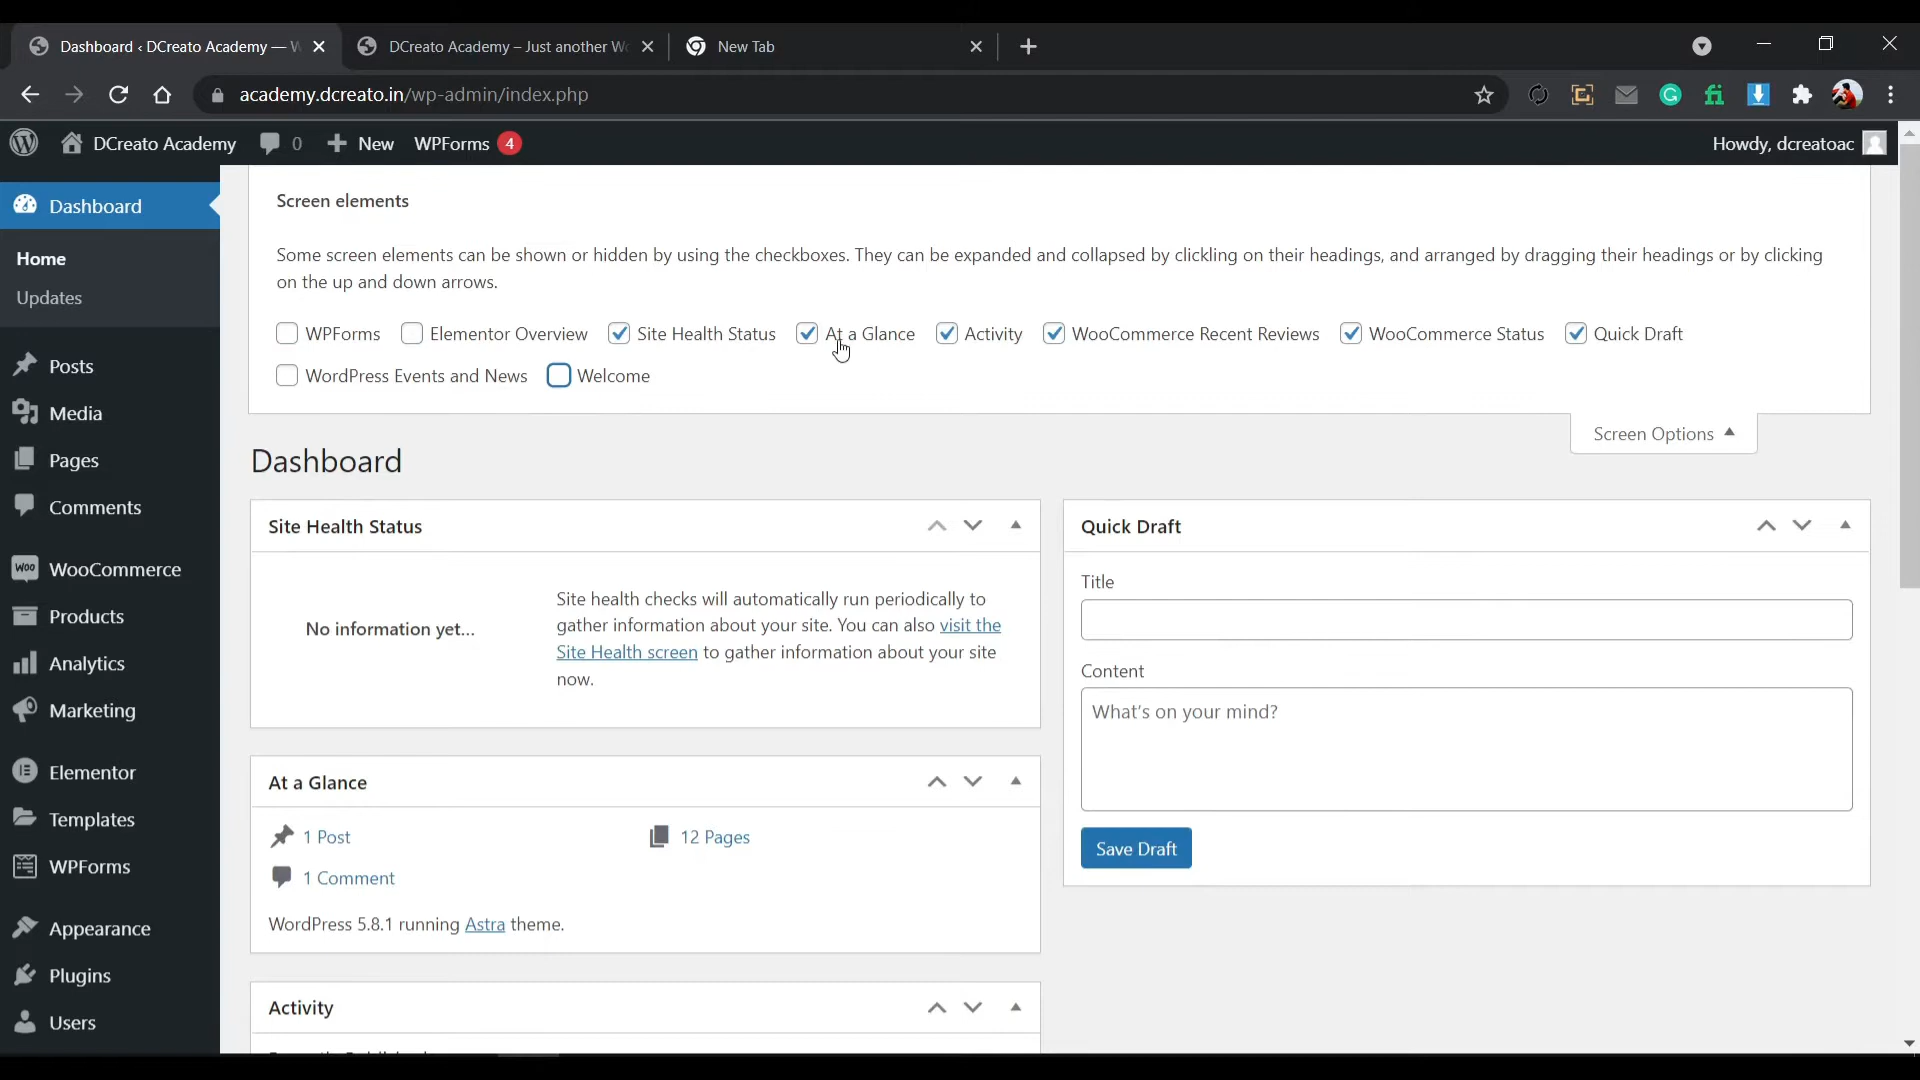 Dashboard ‹ DCreato Academy — W
DCreato Academy – Just another Wo
New Tab
academy.dcreato.in/wp-admin/index.php
DCreato Academy
0
New
WPForms
4
Howdy, dcreatoac
Dashboard
Home
Updates
Posts
Media
Pages
Comments
WooCommerce
Products
Analytics
Marketing
Elementor
Templates
WPForms
Appearance
Plugins
Users
Screen elements
Some screen elements can be shown or hidden by using the checkboxes. They can be expanded and collapsed by clickling on their headings, and arranged by dragging their headings or by clicking
on the up and down arrows.
WPForms Elementor Overview Site Health Status At a Glance Activity WooCommerce Recent Reviews WooCommerce Status Quick Draft
WordPress Events and News Welcome
Screen Options
Dashboard
Site Health Status
No information yet...
Site health checks will automatically run periodically to
gather information about your site. You can also visit the
Site Health screen to gather information about your site
now.
At a Glance
1 Post
12 Pages
1 Comment
WordPress 5.8.1 running Astra theme.
Activity
Quick Draft
Title
Content
What's on your mind?
Save Draft